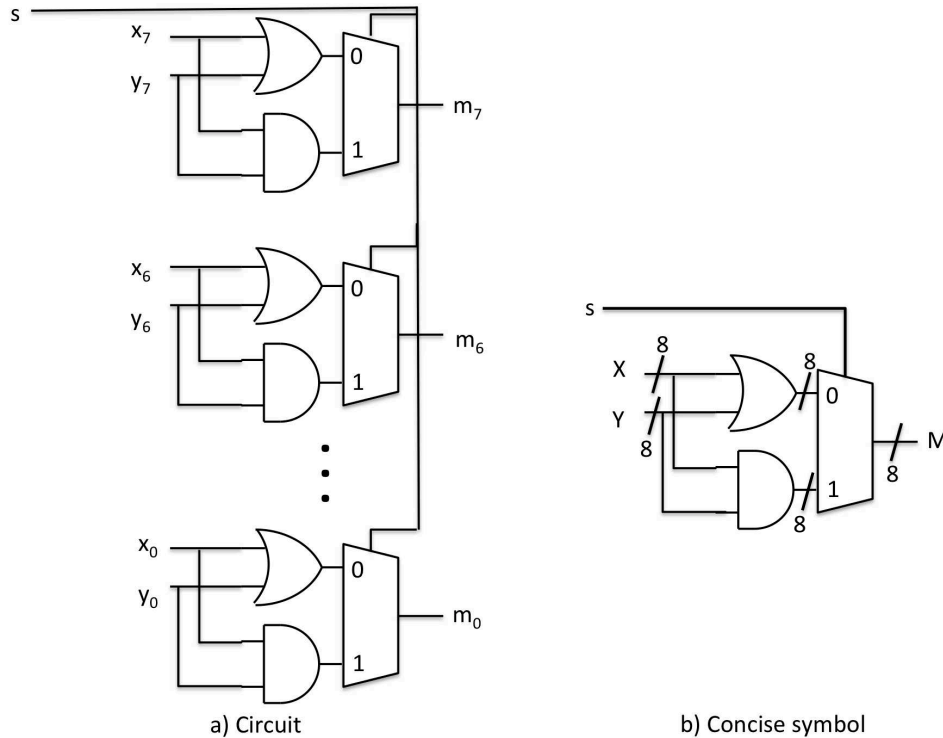 s
x₇
y₇
0
1
m₇
x₆
y₆
0
1
m₆
x₀
y₀
0
1
m₀
a) Circuit
s
X
8
Y
8
8
0
8
1
8
M
b) Concise symbol